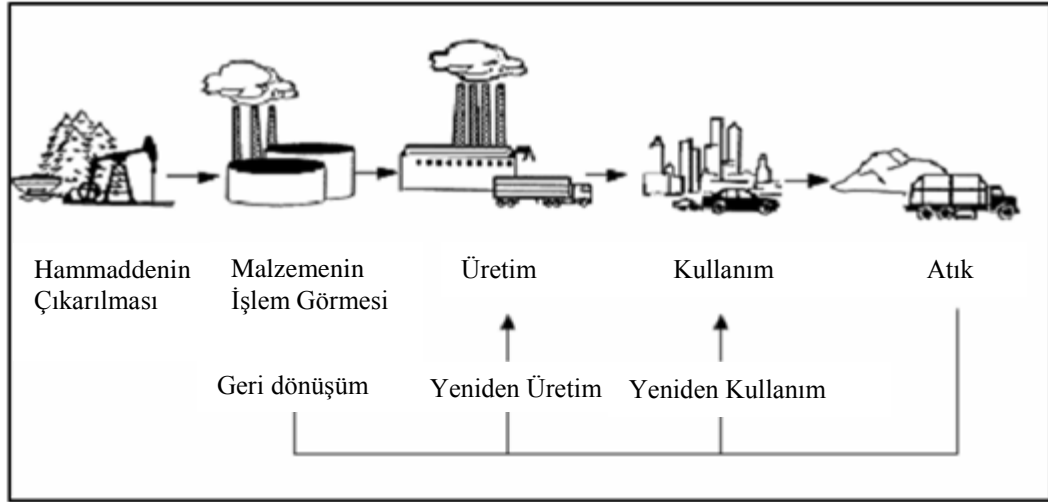 Hammaddenin
Çıkarılması
Malzemenin
İşlem Görmesi
Üretim
Kullanım
Atık
Geri dönüşüm
Yeniden Üretim
Yeniden Kullanım